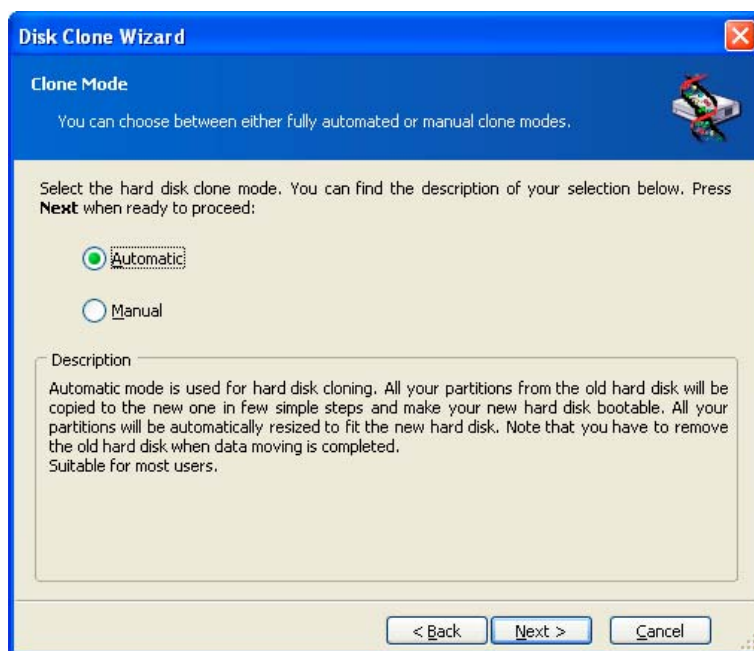 Disk Clone Wizard
Clone Mode
You can choose between either fully automated or manual clone modes.
Select the hard disk clone mode. You can find the description of your selection below. Press
Next when ready to proceed:
Automatic
Manual
Description
Automatic mode is used for hard disk cloning. All your partitions from the old hard disk will be
copied to the new one in few simple steps and make your new hard disk bootable. All your
partitions will be automatically resized to fit the new hard disk. Note that you have to remove
the old hard disk when data moving is completed.
Suitable for most users.
< Back
Next >
Cancel